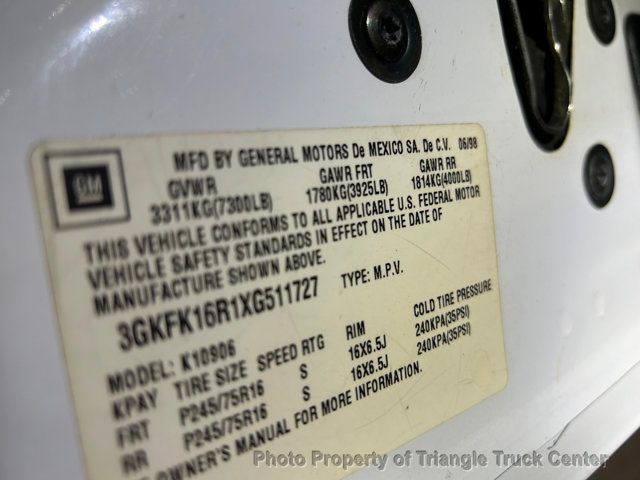 GM
MFD BY GENERAL MOTORS De MEXICO SA. De C.V. 06/98
GVWR GAWR FRT GAWR RR
3311KG(7300LB) 1780KG(3925LB) 1814KG(4000LB)
THIS VEHICLE CONFORMS TO ALL APPLICABLE U.S. FEDERAL MOTOR
VEHICLE SAFETY STANDARDS IN EFFECT ON THE DATE OF
MANUFACTURE SHOWN ABOVE.
3GKFK16R1XG511727 TYPE: M.P.V.
MODEL: K10906
KPAY TIRE SIZE SPEED RTG RIM COLD TIRE PRESSURE
FRT P245/75R16 S 16X6.5J 240KPA(35PSI)
RR P245/75R16 S 16X6.5J 240KPA(35PSI)
OWNER'S MANUAL FOR MORE INFORMATION.
Photo Property of Triangle Truck Center